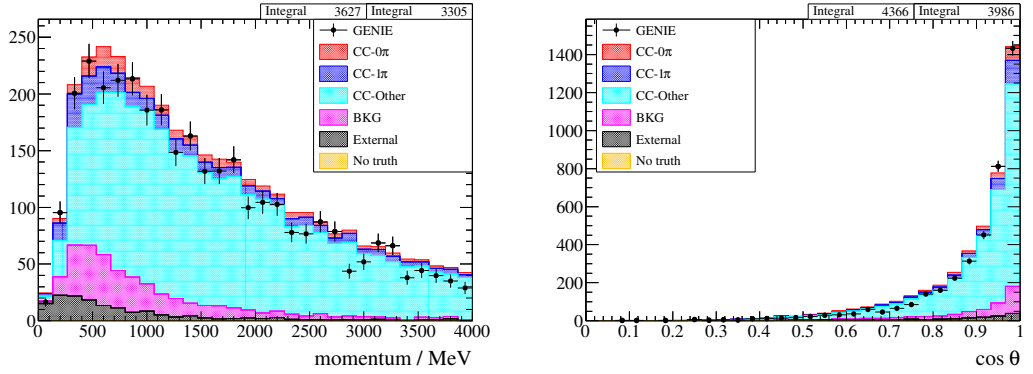 Integral 3627 Integral 3305
GENIE
CC-0π
CC-1π
CC-Other
BKG
External
No truth
250
200
150
100
50
0
0 500 1000 1500 2000 2500 3000 3500 4000
momentum / MeV
Integral 4366 Integral 3986
GENIE
CC-0π
CC-1π
CC-Other
BKG
External
No truth
1400
1200
1000
800
600
400
200
0
0.1 0.2 0.3 0.4 0.5 0.6 0.7 0.8 0.9 1
cos θ